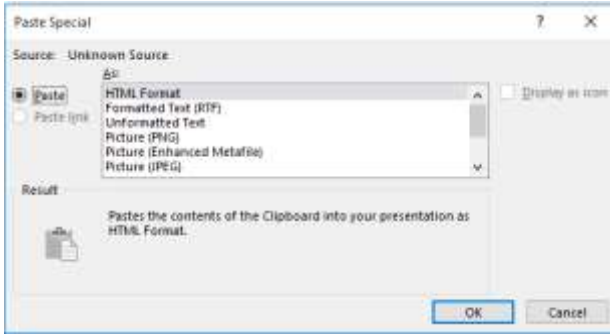 Paste Special
? ×
Source: Unknown Source
As:
Paste
Paste link
HTML Format
Formatted Text (RTF)
Unformatted Text
Picture (PNG)
Picture (Enhanced Metafile)
Picture (JPEG)
Display as icon
Result
Pastes the contents of the Clipboard into your presentation as
HTML Format.
OK
Cancel